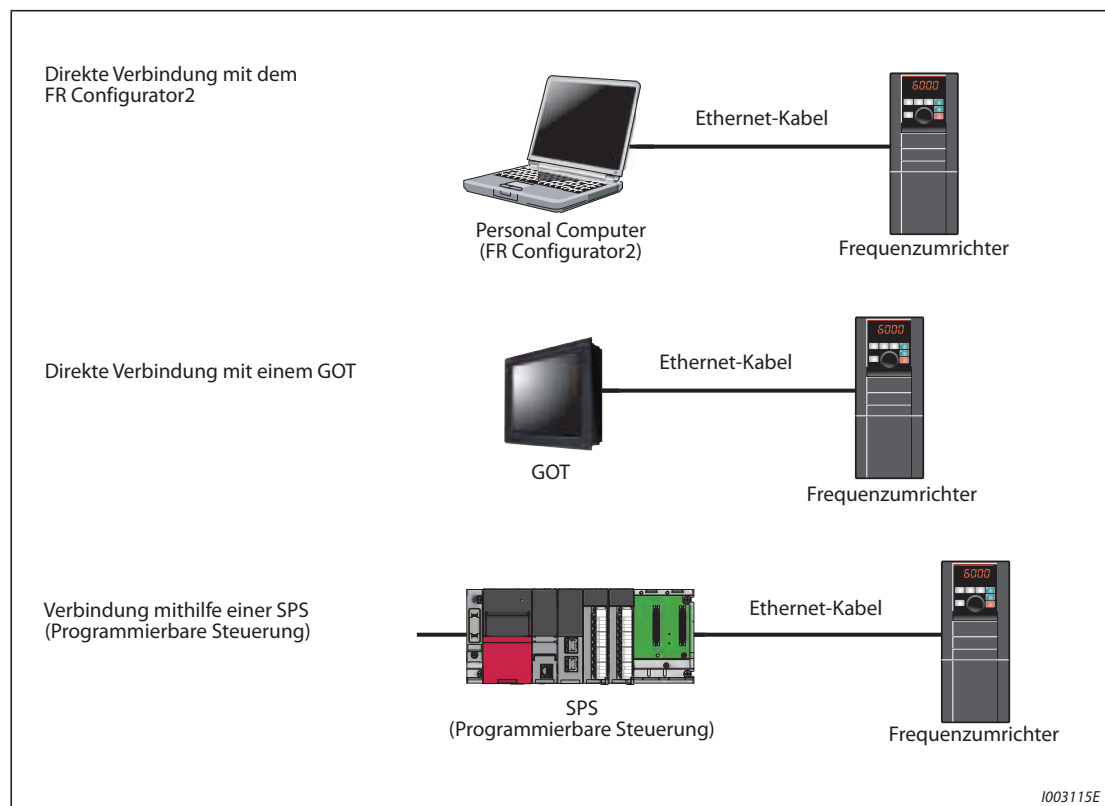 Direkte Verbindung mit dem
FR Configurator2
6000
Ethernet-Kabel
Personal Computer
(FR Configurator2)
Frequenzumrichter
Direkte Verbindung mit einem GOT
6000
Ethernet-Kabel
GOT
Frequenzumrichter
Verbindung mithilfe einer SPS
(Programmierbare Steuerung)
6000
Ethernet-Kabel
SPS
(Programmierbare Steuerung)
Frequenzumrichter
I003115E